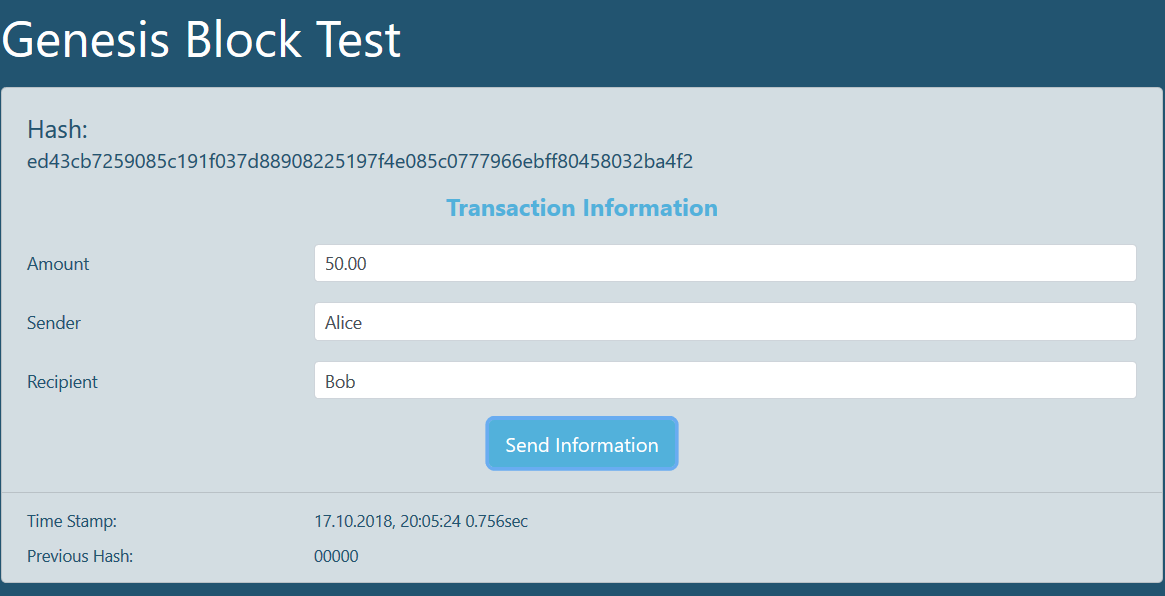 Genesis Block Test
Hash:
ed43cb7259085c191f037d88908225197f4e085c0777966ebff80458032ba4f2
Transaction Information
Amount 50.00
Sender Alice
Recipient Bob
Send Information
Time Stamp: 17.10.2018, 20:05:24 0.756sec
Previous Hash: 00000